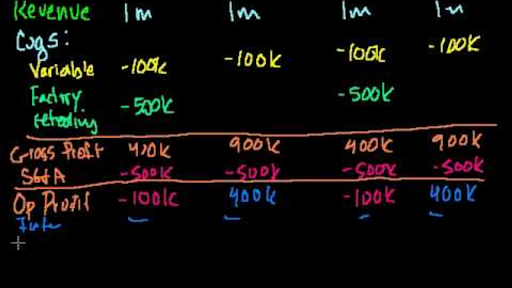 Revenue 1m 1m 1m 1m
Cogs:
Variable -100k -100k -100k -100k
Factory -500k -500k
retooling
Gross Profit 400k 900k 400k 900k
SG&A -500k -500k -500k -500k
Op Profit -100k 400k -100k 400k